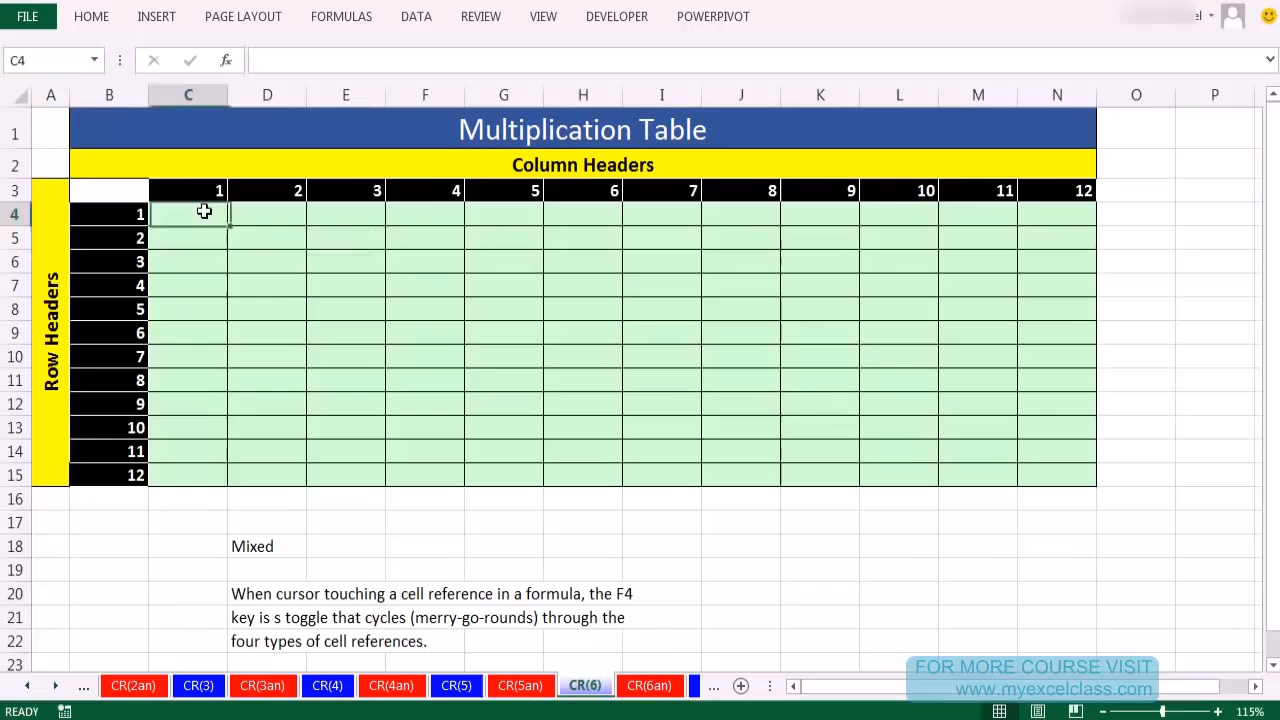 FILE HOME INSERT PAGE LAYOUT FORMULAS DATA REVIEW VIEW DEVELOPER POWERPIVOT
C4 fx
A B C D E F G H I J K L M N O P
1 Multiplication Table
2 Column Headers
3 1 2 3 4 5 6 7 8 9 10 11 12
Row Headers
4 1
5 2
6 3
7 4
8 5
9 6
10 7
11 8
12 9
13 10
14 11
15 12
16
17
18 Mixed
19
20 When cursor touching a cell reference in a formula, the F4
21 key is s toggle that cycles (merry-go-rounds) through the
22 four types of cell references.
23
FOR MORE COURSE VISIT
www.myexcelclass.com
... CR(2an) CR(3) CR(3an) CR(4) CR(4an) CR(5) CR(5an) CR(6) CR(6an) ...
READY 115%